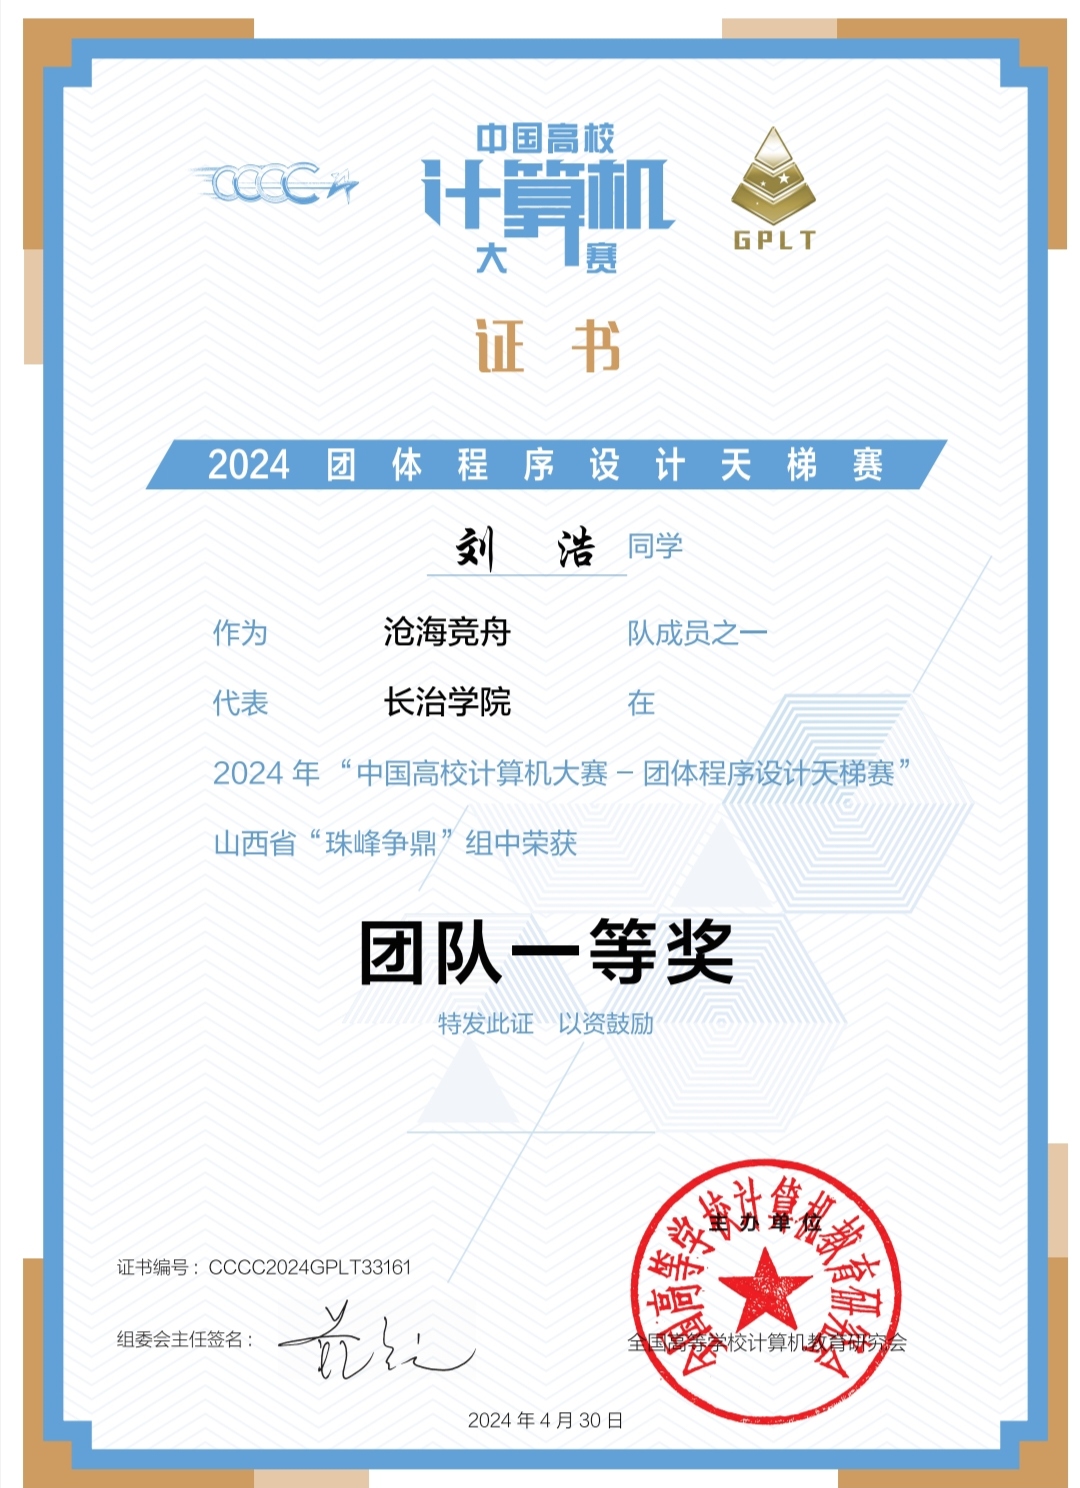 中国高校
计算机
大赛
CCCC
GPLT
证书
2024 团体程序设计天梯赛
刘 浩 同学
作为 沧海竞舟 队成员之一
代表 长治学院 在
2024 年“中国高校计算机大赛 – 团体程序设计天梯赛”
山西省“珠峰争鼎”组中荣获
团队一等奖
特发此证 以资鼓励
主办单位
全国高等学校计算机教育研究会
证书编号：CCCC2024GPLT33161
组委会主任签名：
全国高等学校计算机教育研究会
2024 年 4 月 30 日